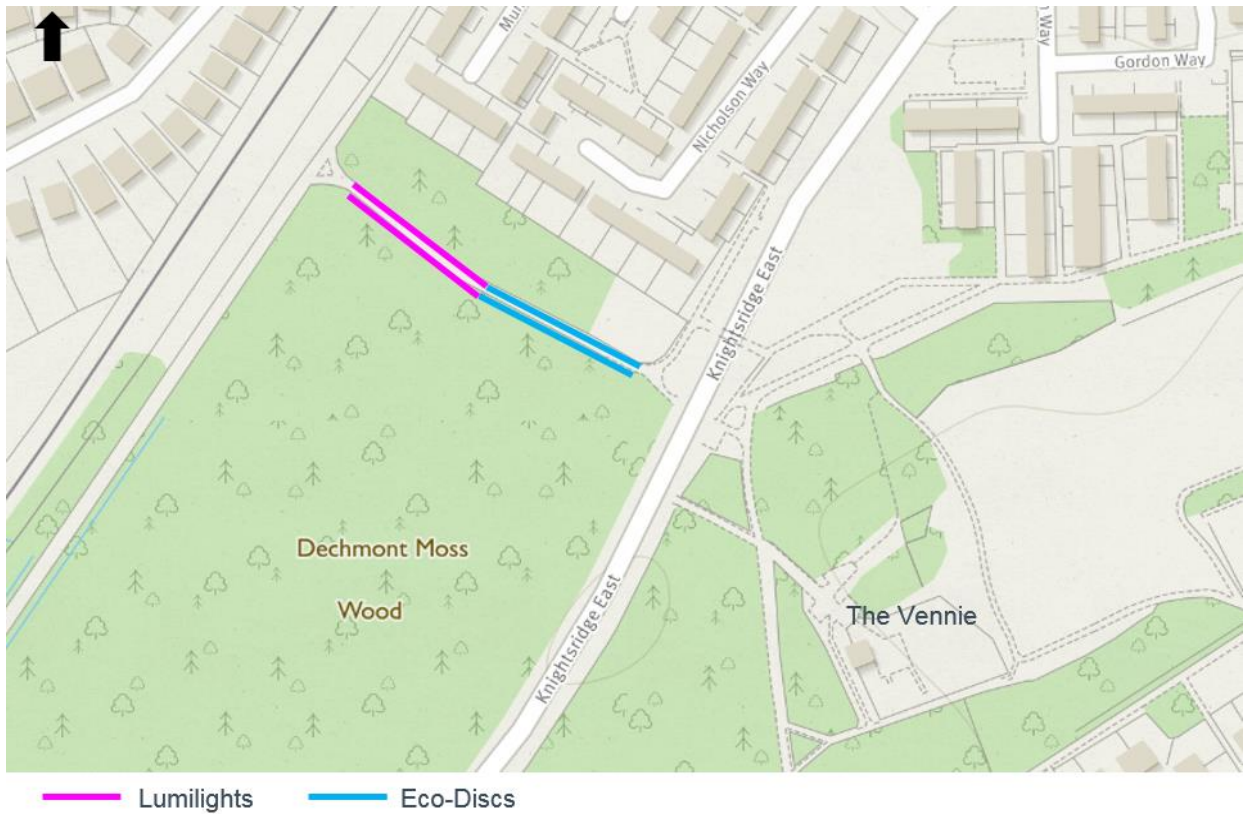 Nicholson Way
Gordon Way
Way
Knightsridge East
Dechmont Moss
Wood
Knightsridge East
The Vennie
Lumilights
Eco-Discs